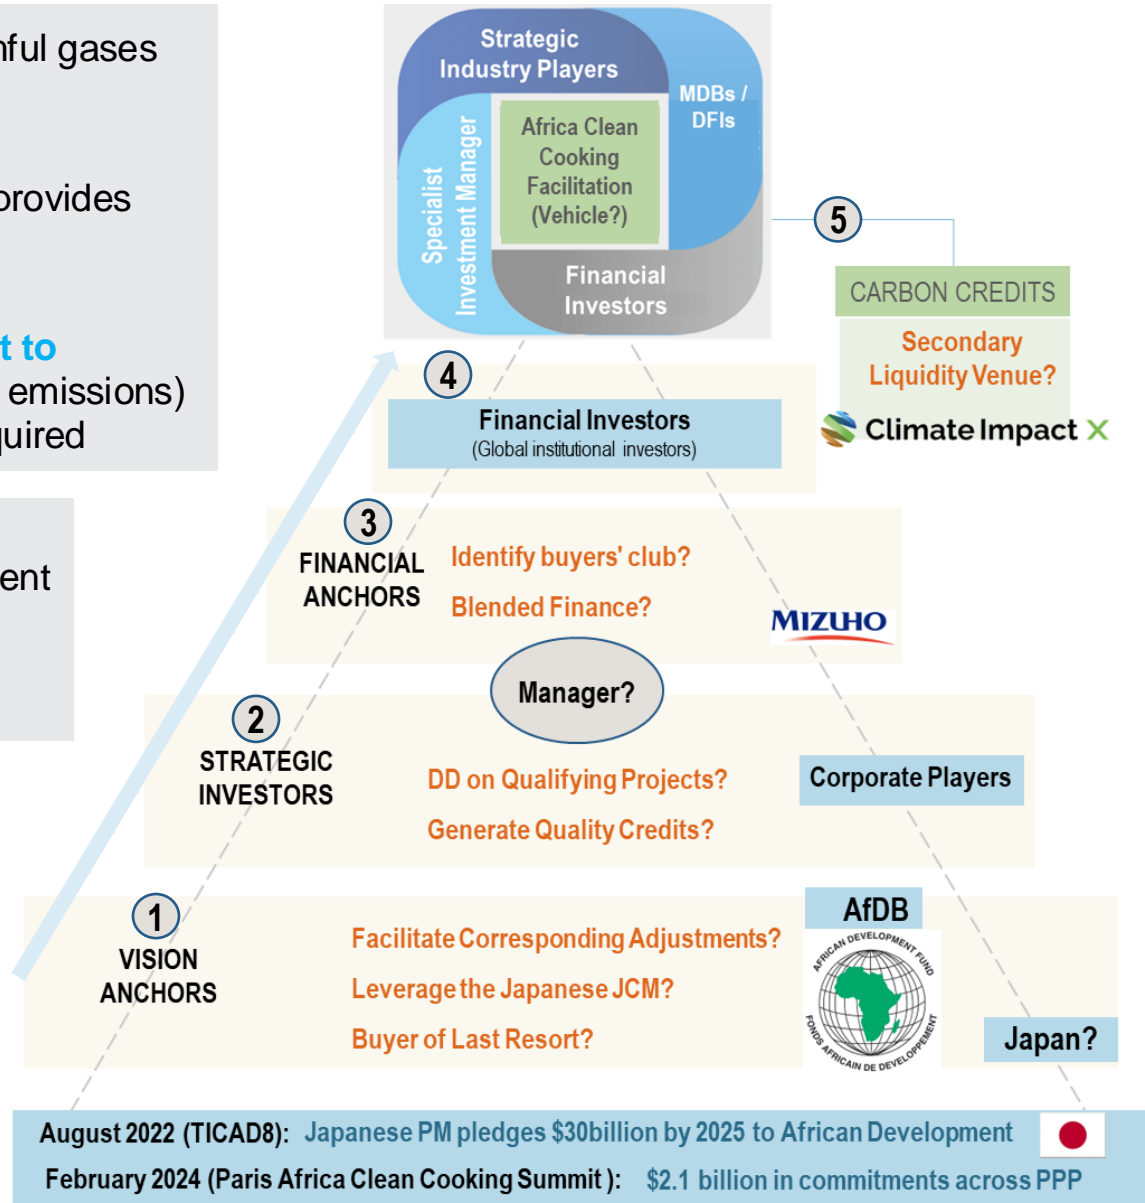 nful gases
provides
t to
emissions)
quired
ent
Strategic
Industry Players
MDBs /
DFIs
Specialist
Investment Manager
Africa Clean
Cooking
Facilitation
(Vehicle?)
Financial
Investors
5
CARBON CREDITS
Secondary
Liquidity Venue?
Climate Impact X
4
Financial Investors
(Global institutional investors)
3
FINANCIAL
ANCHORS
Identify buyers' club?
Blended Finance?
MIZUHO
Manager?
2
STRATEGIC
INVESTORS
DD on Qualifying Projects?
Generate Quality Credits?
Corporate Players
1
VISION
ANCHORS
Facilitate Corresponding Adjustments?
Leverage the Japanese JCM?
Buyer of Last Resort?
AfDB
AFRICAN DEVELOPMENT FUND
FONDS AFRICAIN DE DEVELOPPEMENT
Japan?
August 2022 (TICAD8): Japanese PM pledges $30billion by 2025 to African Development
February 2024 (Paris Africa Clean Cooking Summit ): $2.1 billion in commitments across PPP